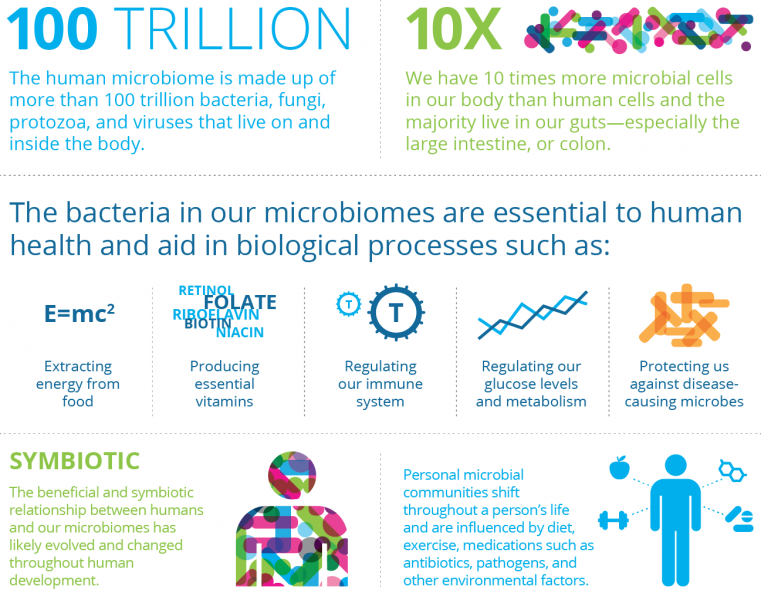 100 TRILLION
The human microbiome is made up of
more than 100 trillion bacteria, fungi,
protozoa, and viruses that live on and
inside the body.
10X
We have 10 times more microbial cells
in our body than human cells and the
majority live in our guts—especially the
large intestine, or colon.
The bacteria in our microbiomes are essential to human
health and aid in biological processes such as:
E=mc²
Extracting
energy from
food
RETINOL
FOLATE
RIBOFLAVIN
BIOTIN
NIACIN
Producing
essential
vitamins
T
T
Regulating
our immune
system
Regulating our
glucose levels
and metabolism
Protecting us
against disease-
causing microbes
SYMBIOTIC
The beneficial and symbiotic
relationship between humans
and our microbiomes has
likely evolved and changed
throughout human
development.
Personal microbial
communities shift
throughout a person's life
and are influenced by diet,
exercise, medications such as
antibiotics, pathogens, and
other environmental factors.